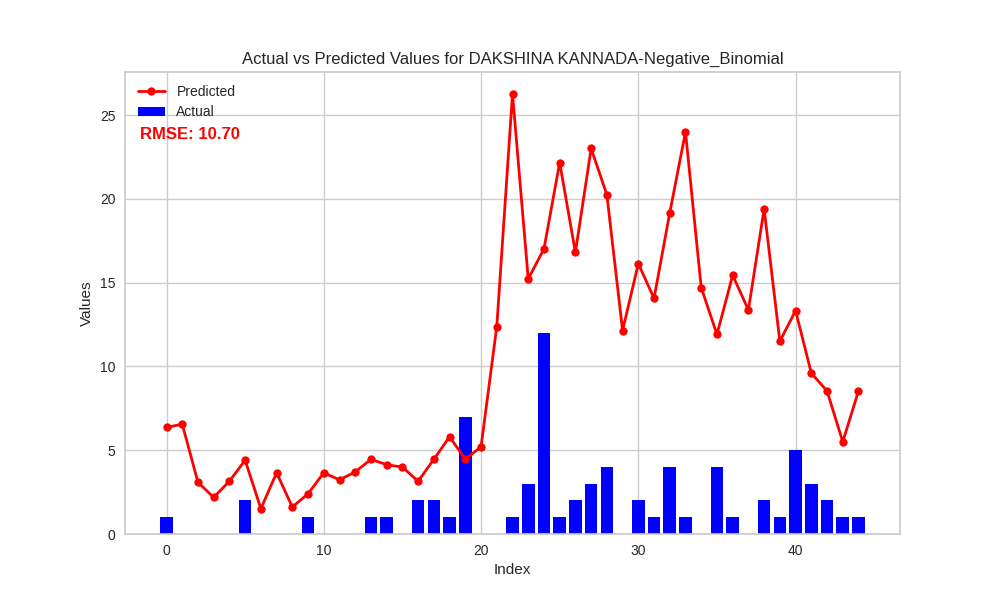 Actual vs Predicted Values for DAKSHINA KANNADA-Negative_Binomial
Predicted
Actual
RMSE: 10.70
Values
25
20
15
10
5
0
0 10 20 30 40
Index